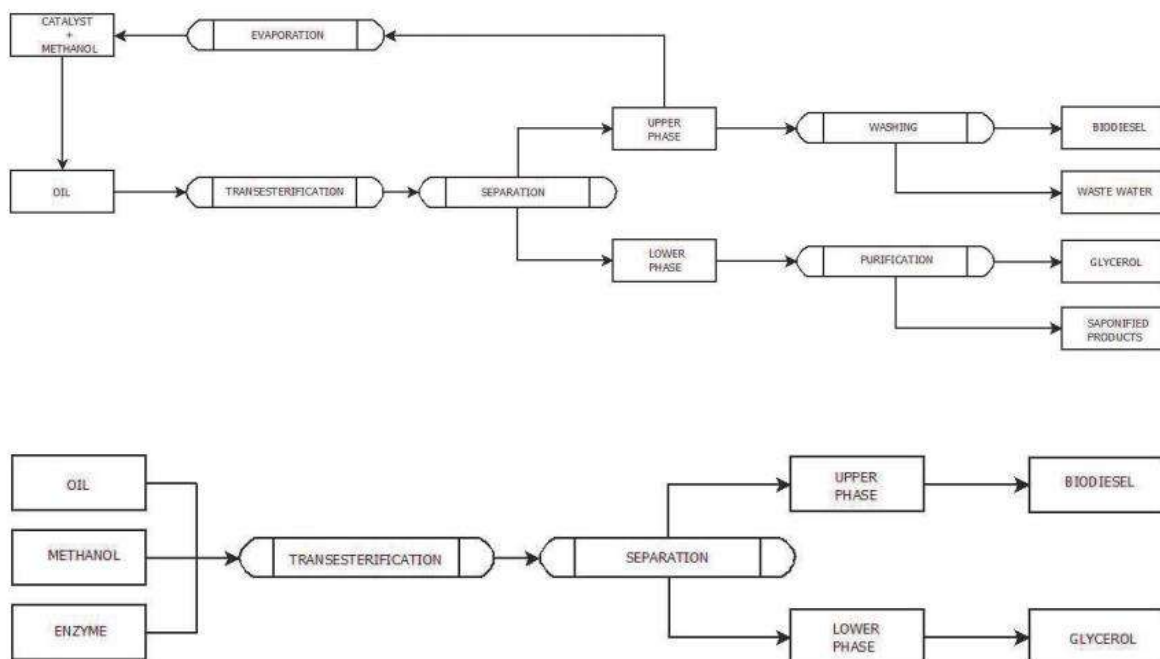 CATALYST
+
METHANOL
EVAPORATION
UPPER
PHASE
WASHING
BIODIESEL
OIL
TRANSESTERIFICATION
SEPARATION
WASTE WATER
LOWER
PHASE
PURIFICATION
GLYCEROL
SAPONIFIED
PRODUCTS
OIL
METHANOL
ENZYME
TRANSESTERIFICATION
SEPARATION
UPPER
PHASE
BIODIESEL
LOWER
PHASE
GLYCEROL